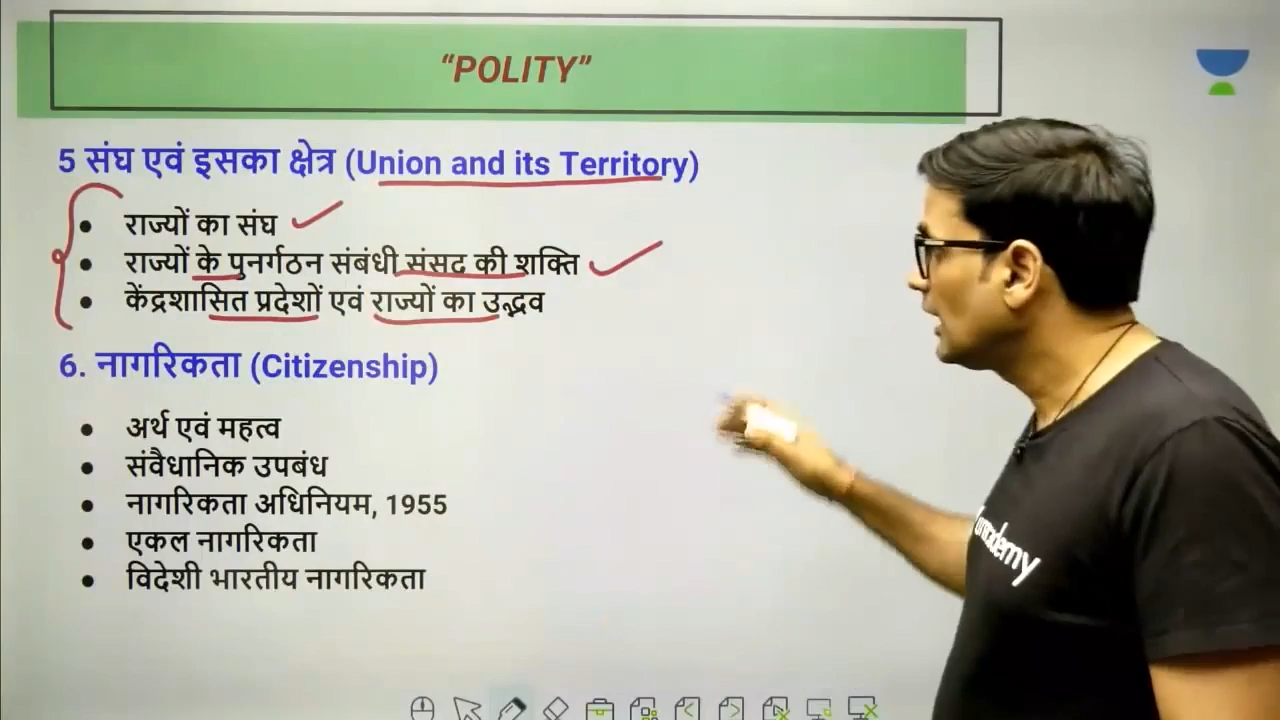 “POLITY”
5 संघ एवं इसका क्षेत्र (Union and its Territory)
• राज्यों का संघ
• राज्यों के पुनर्गठन संबंधी संसद की शक्ति
• केंद्रशासित प्रदेशों एवं राज्यों का उद्भव
6. नागरिकता (Citizenship)
• अर्थ एवं महत्व
• संवैधानिक उपबंध
• नागरिकता अधिनियम, 1955
• एकल नागरिकता
• विदेशी भारतीय नागरिकता
unacademy